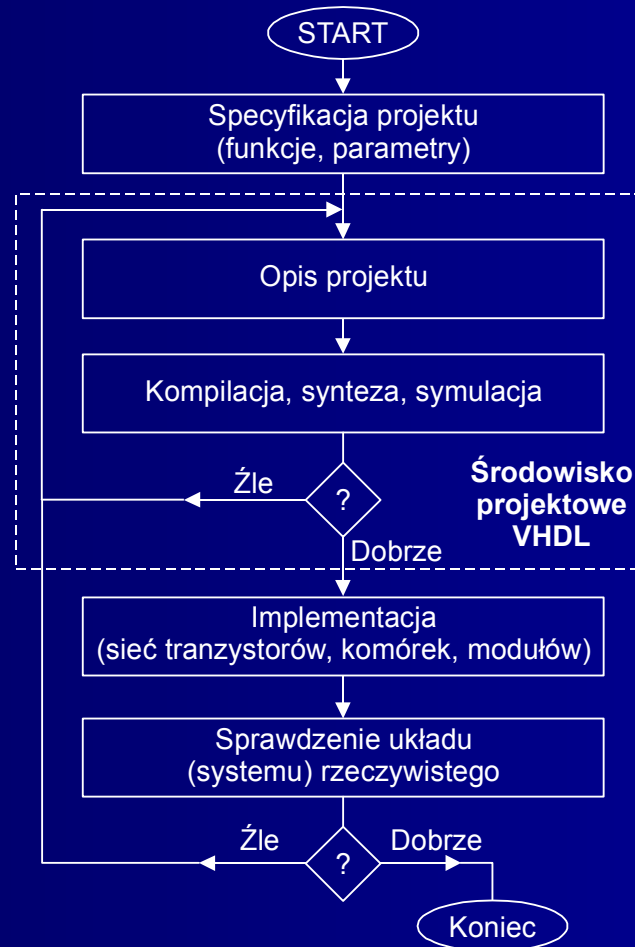 START
Specyfikacja projektu
(funkcje, parametry)
Opis projektu
Kompilacja, synteza, symulacja
Źle
?
Środowisko
projektowe
VHDL
Dobrze
Implementacja
(sieć tranzystorów, komórek, modułów)
Sprawdzenie układu
(systemu) rzeczywistego
Źle
?
Dobrze
Koniec